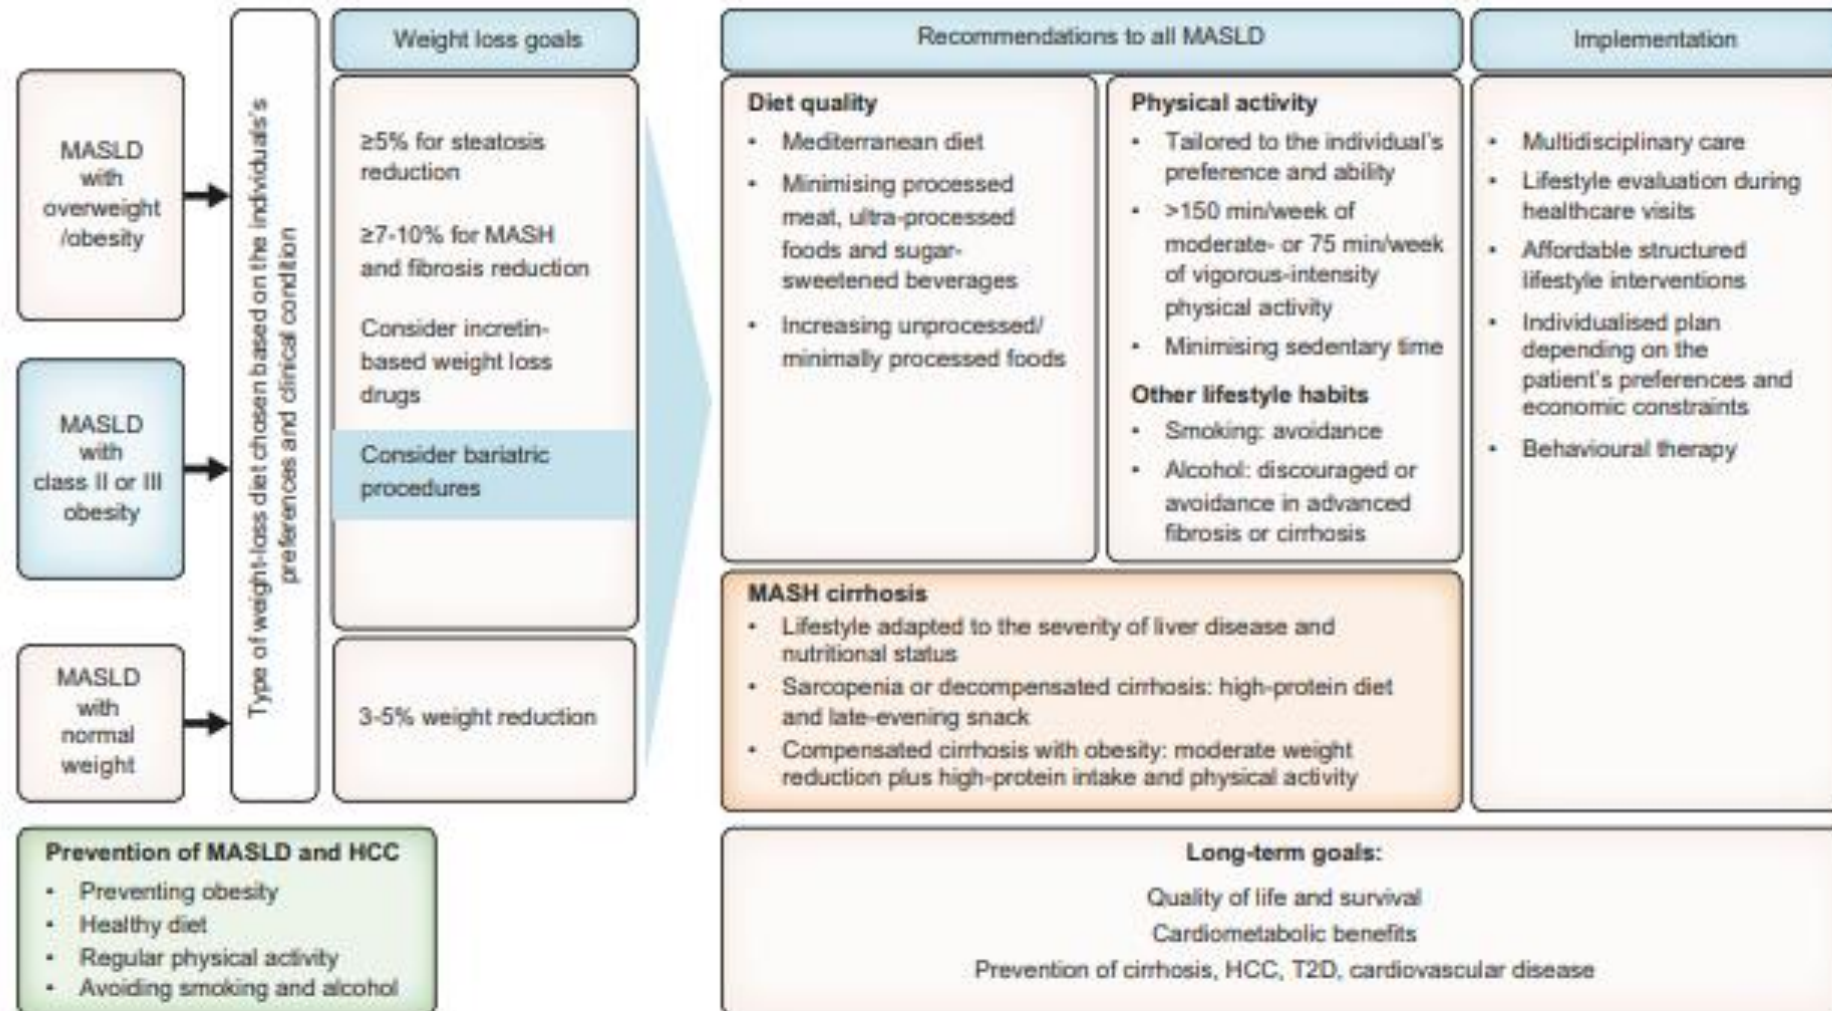 MASLD
with
overweight
/obesity
MASLD
with
class II or III
obesity
MASLD
with
normal
weight
Type of weight-loss diet chosen based on the individuals's
preferences and clinical condition
Weight loss goals
≥5% for steatosis
reduction
≥7-10% for MASH
and fibrosis reduction
Consider incretin-
based weight loss
drugs
Consider bariatric
procedures
3-5% weight reduction
Recommendations to all MASLD
Diet quality
• Mediterranean diet
• Minimising processed
meat, ultra-processed
foods and sugar-
sweetened beverages
• Increasing unprocessed/
minimally processed foods
Physical activity
• Tailored to the individual's
preference and ability
• >150 min/week of
moderate- or 75 min/week
of vigorous-intensity
physical activity
• Minimising sedentary time
Other lifestyle habits
• Smoking: avoidance
• Alcohol: discouraged or
avoidance in advanced
fibrosis or cirrhosis
MASH cirrhosis
• Lifestyle adapted to the severity of liver disease and
nutritional status
• Sarcopenia or decompensated cirrhosis: high-protein diet
and late-evening snack
• Compensated cirrhosis with obesity: moderate weight
reduction plus high-protein intake and physical activity
Implementation
• Multidisciplinary care
• Lifestyle evaluation during
healthcare visits
• Affordable structured
lifestyle interventions
• Individualised plan
depending on the
patient's preferences and
economic constraints
• Behavioural therapy
Prevention of MASLD and HCC
• Preventing obesity
• Healthy diet
• Regular physical activity
• Avoiding smoking and alcohol
Long-term goals:
Quality of life and survival
Cardiometabolic benefits
Prevention of cirrhosis, HCC, T2D, cardiovascular disease